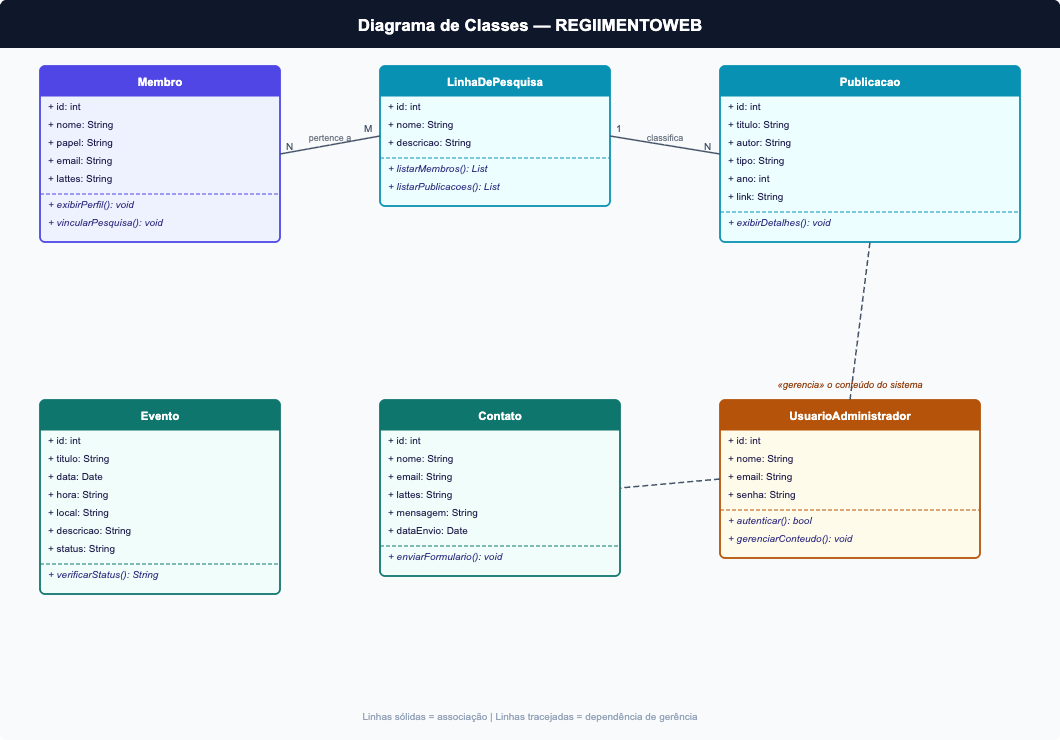 Diagrama de Classes — REGIIMENTOWEB
Membro
+ id: int
+ nome: String
+ papel: String
+ email: String
+ lattes: String
+ exibirPerfil(): void
+ vincularPesquisa(): void
N
pertence a
M
LinhaDePesquisa
+ id: int
+ nome: String
+ descricao: String
+ listarMembros(): List
+ listarPublicacoes(): List
1
classifica
N
Publicacao
+ id: int
+ titulo: String
+ autor: String
+ tipo: String
+ ano: int
+ link: String
+ exibirDetalhes(): void
«gerencia» o conteúdo do sistema
Evento
+ id: int
+ titulo: String
+ data: Date
+ hora: String
+ local: String
+ descricao: String
+ status: String
+ verificarStatus(): String
Contato
+ id: int
+ nome: String
+ email: String
+ lattes: String
+ mensagem: String
+ dataEnvio: Date
+ enviarFormulario(): void
UsuarioAdministrador
+ id: int
+ nome: String
+ email: String
+ senha: String
+ autenticar(): bool
+ gerenciarConteudo(): void
Linhas sólidas = associação | Linhas tracejadas = dependência de gerência